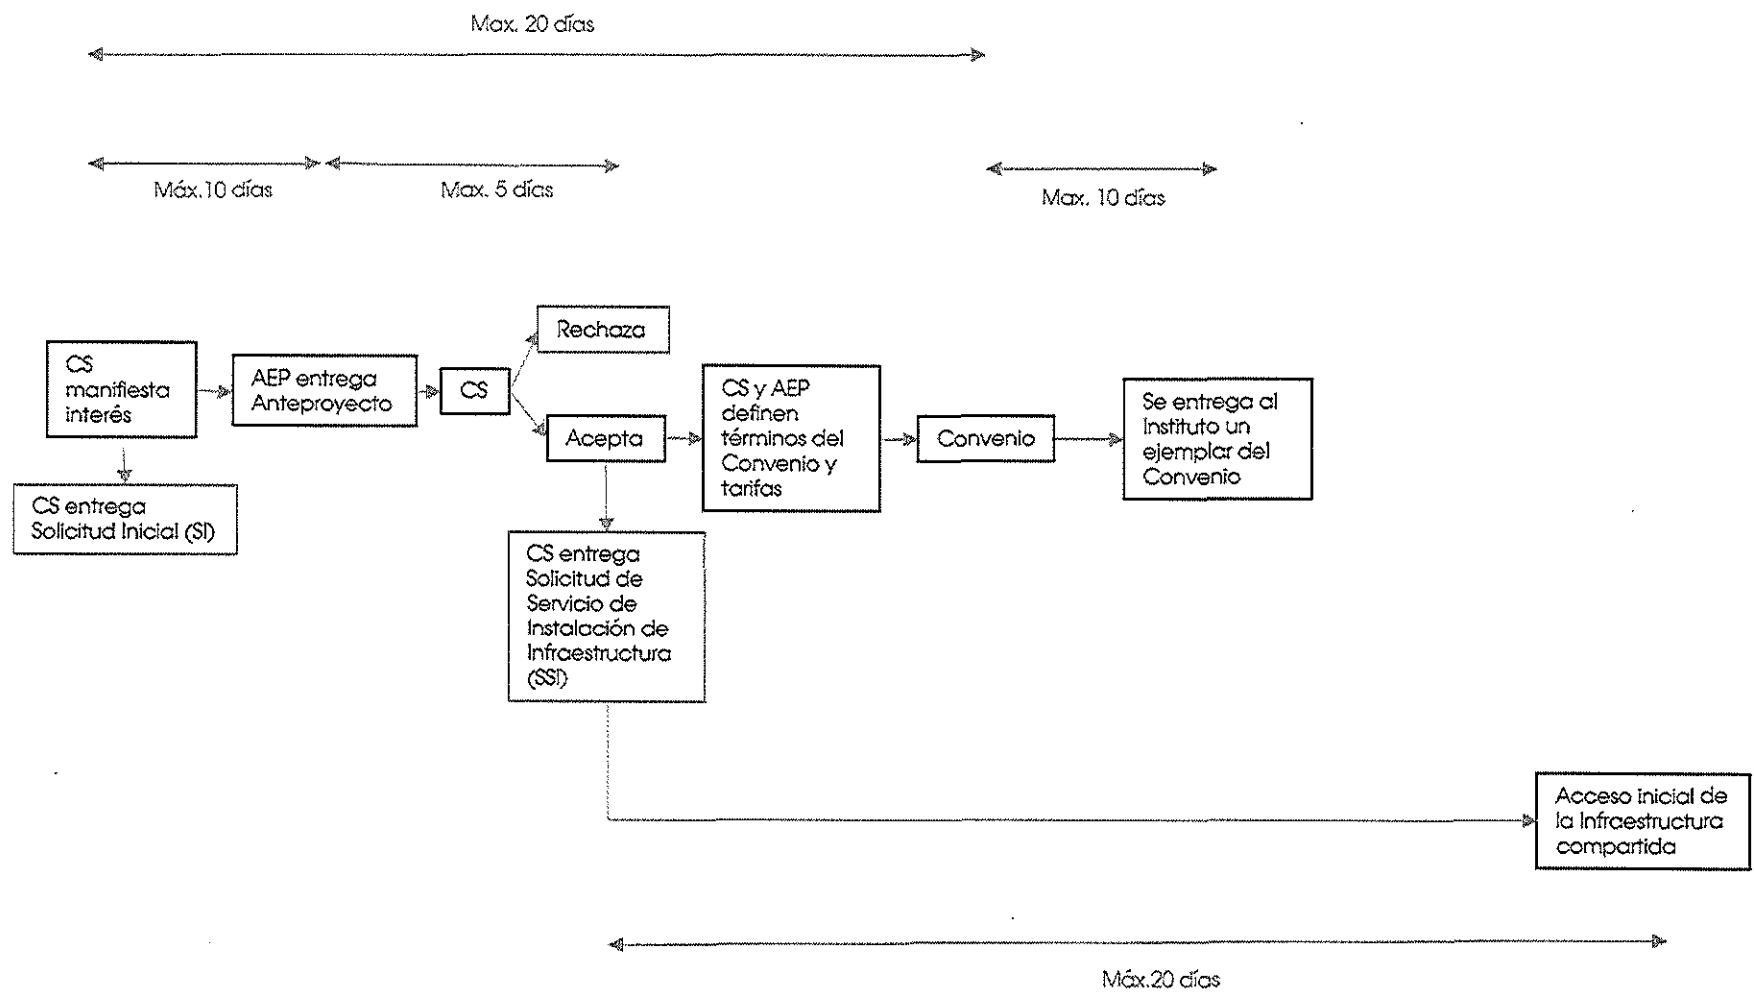 Max. 20 días
Máx.10 días
Max. 5 días
Max. 10 días
Rechaza
CS
manifiesta
interés
AEP entrega
Anteproyecto
CS
Acepta
CS y AEP
definen
términos del
Convenio y
tarifas
Convenio
Se entrega al
Instituto un
ejemplar del
Convenio
CS entrega
Solicitud Inicial (SI)
CS entrega
Solicitud de
Servicio de
Instalación de
Infraestructura
(SSI)
Acceso inicial de
la Infraestructura
compartida
Máx.20 días